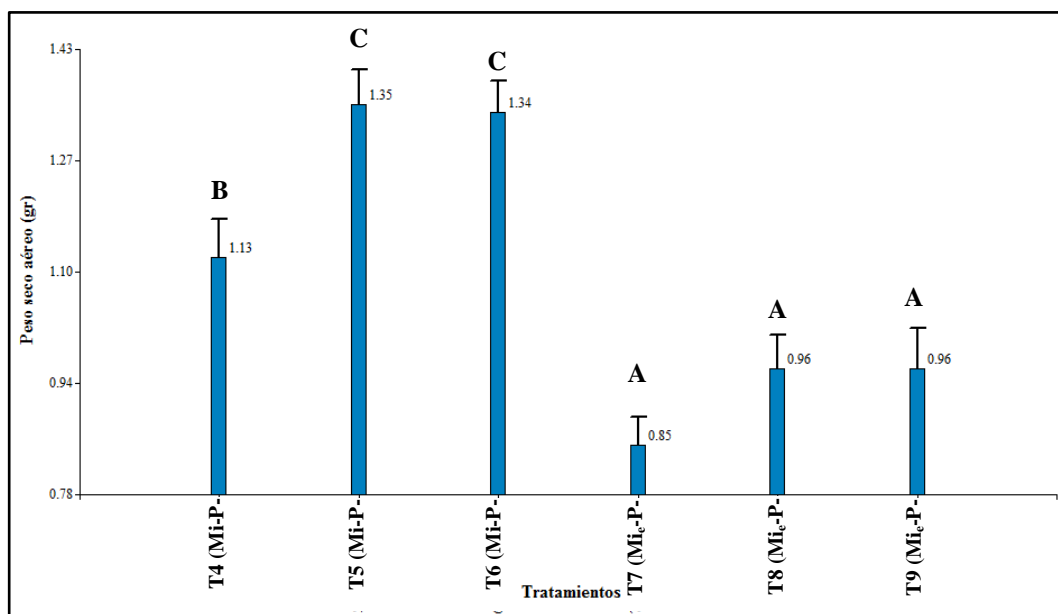 Peso seco aéreo (gr)
1.43
1.27
1.10
0.94
0.78
B
C
C
A
A
A
1.13
1.35
1.34
0.85
0.96
0.96
T4 (Mi-P-
T5 (Mi-P-
T6 (Mi-P-
T7 (Miₑ-P-
T8 (Miₑ-P-
T9 (Miₑ-P-
Tratamientos